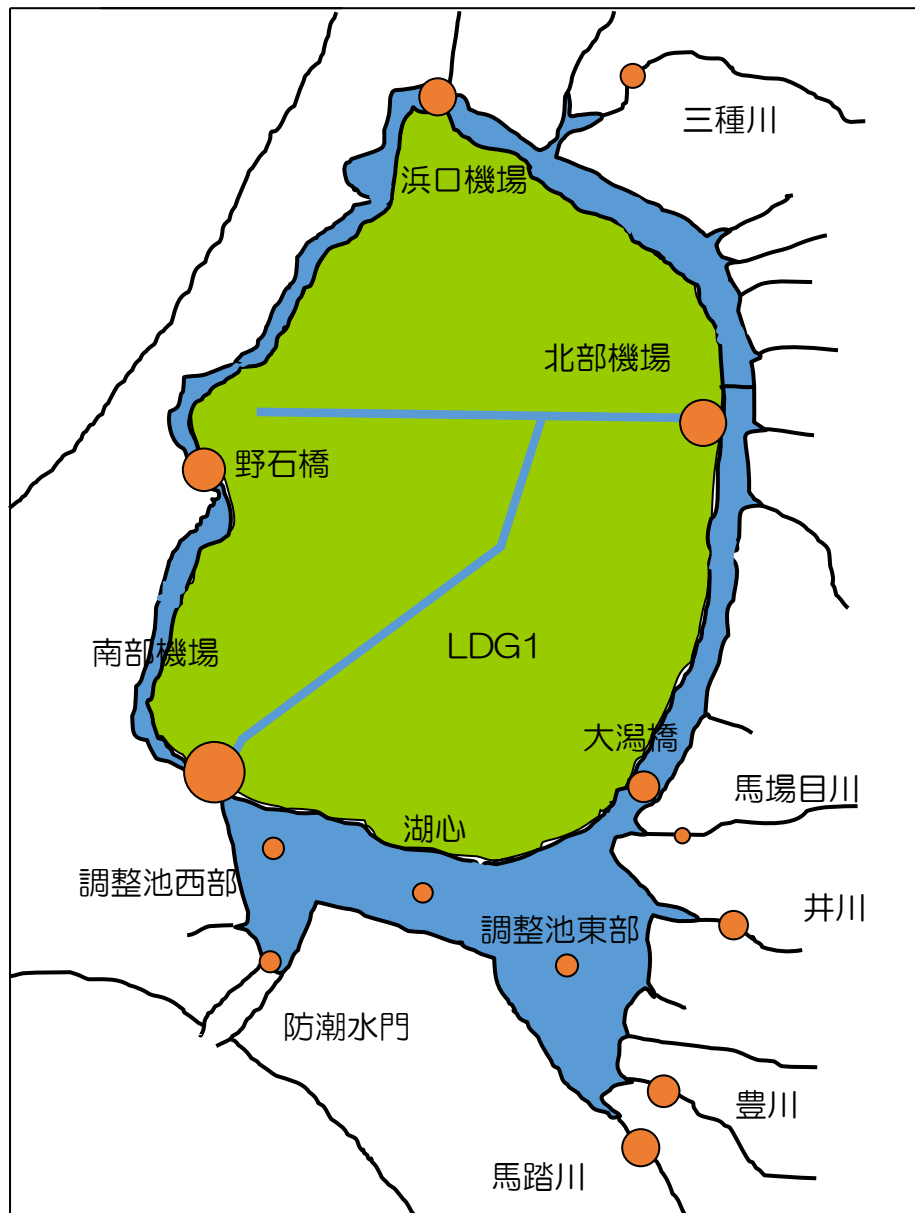 三種川
浜口機場
北部機場
野石橋
LDG1
南部機場
大潟橋
馬場目川
湖心
調整池西部
井川
調整池東部
防潮水門
豊川
馬踏川